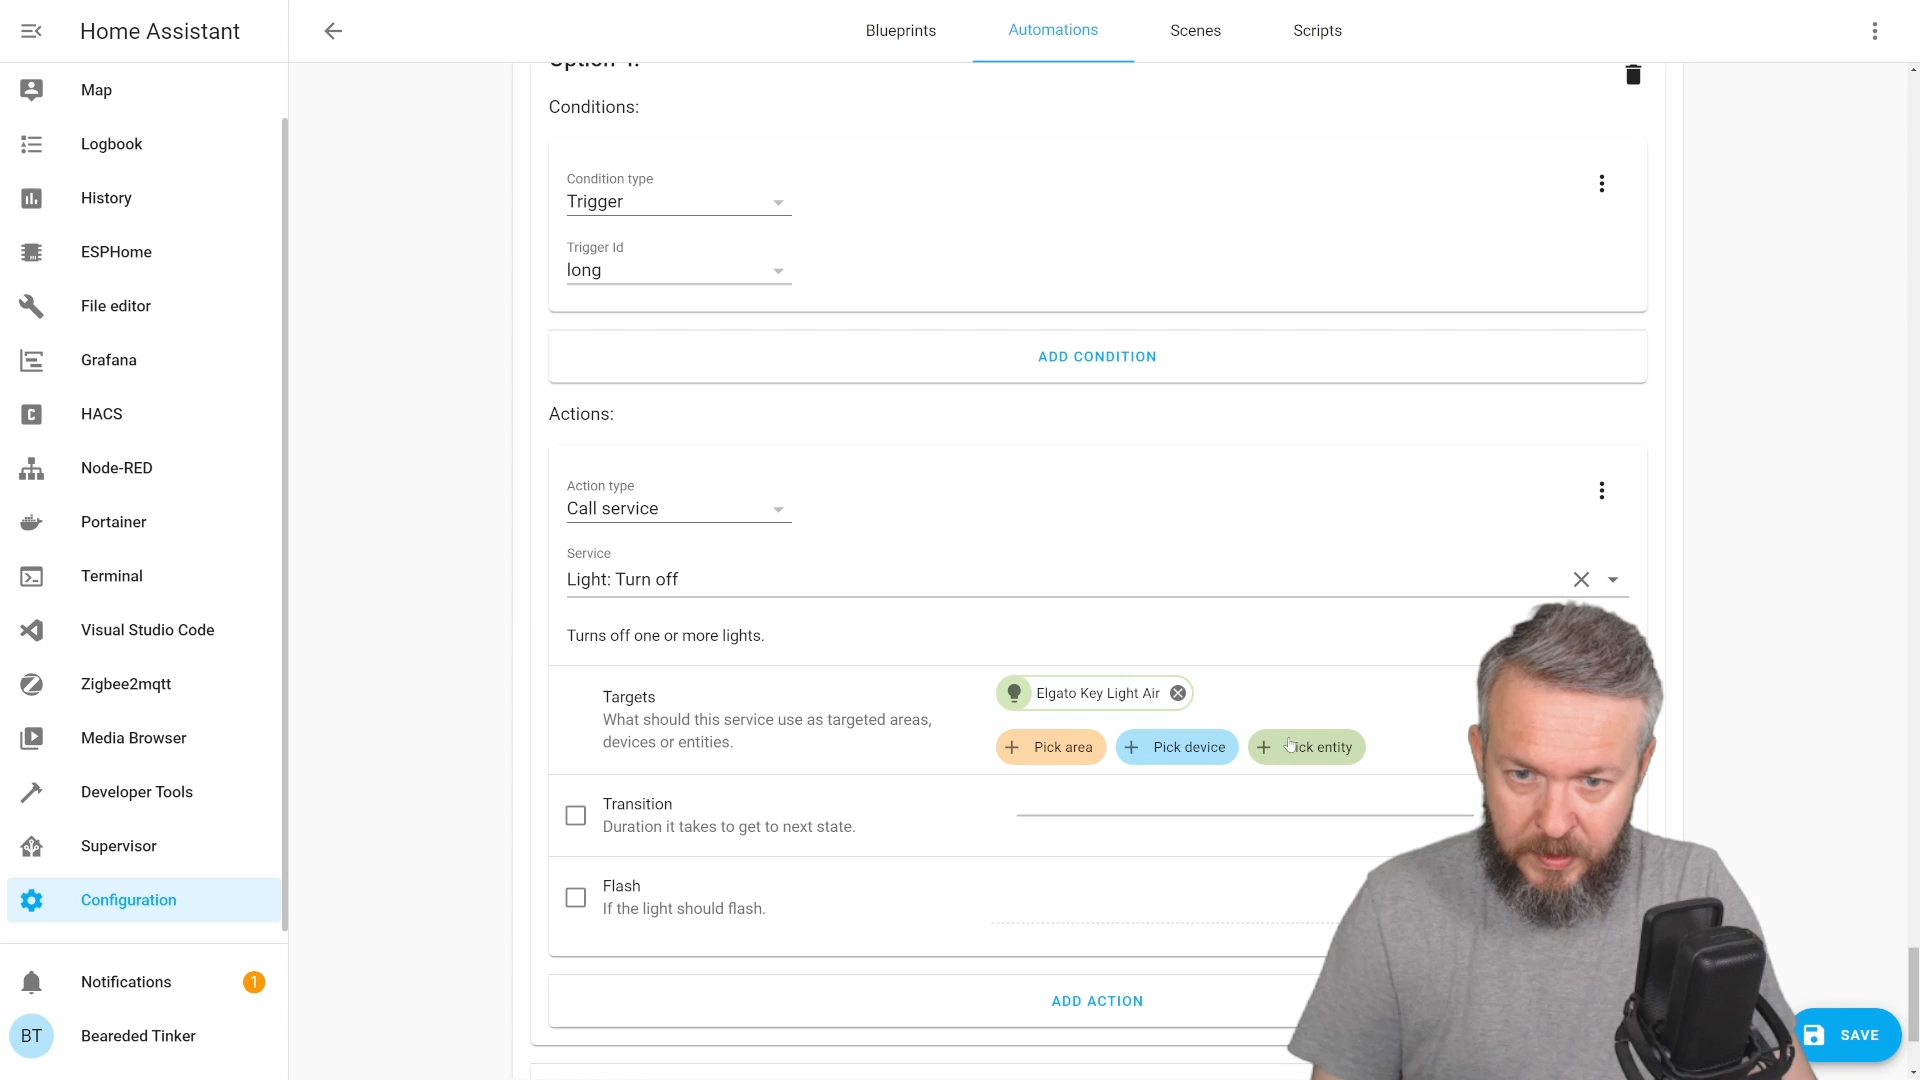 Home Assistant
Blueprints
Automations
Scenes
Scripts
Map
Logbook
History
ESPHome
File editor
Grafana
HACS
Node-RED
Portainer
Terminal
Visual Studio Code
Zigbee2mqtt
Media Browser
Developer Tools
Supervisor
Configuration
Notifications
1
BT
Bearded Tinker
Conditions:
Condition type
Trigger
Trigger Id
long
ADD CONDITION
Actions:
Action type
Call service
Service
Light: Turn off
Turns off one or more lights.
Targets
What should this service use as targeted areas,
devices or entities.
Elgato Key Light Air
Pick area
Pick device
ick entity
Transition
Duration it takes to get to next state.
Flash
If the light should flash.
ADD ACTION
SAVE